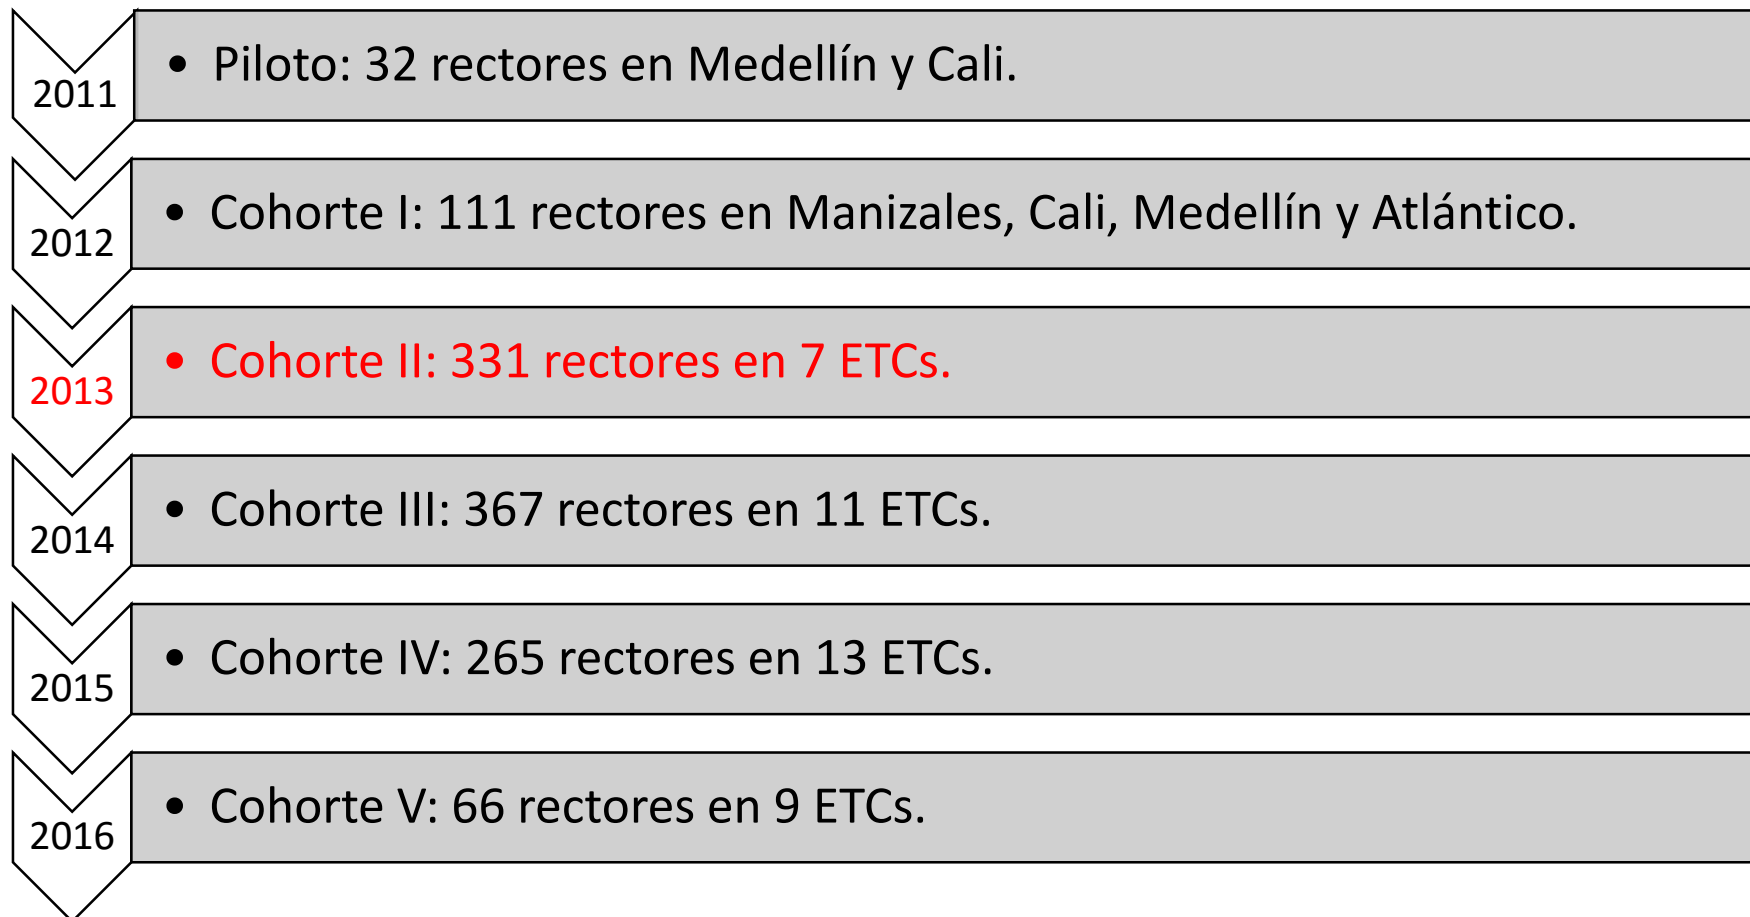 2011
• Piloto: 32 rectores en Medellín y Cali.
2012
• Cohorte I: 111 rectores en Manizales, Cali, Medellín y Atlántico.
2013
• Cohorte II: 331 rectores en 7 ETCs.
2014
• Cohorte III: 367 rectores en 11 ETCs.
2015
• Cohorte IV: 265 rectores en 13 ETCs.
2016
• Cohorte V: 66 rectores en 9 ETCs.